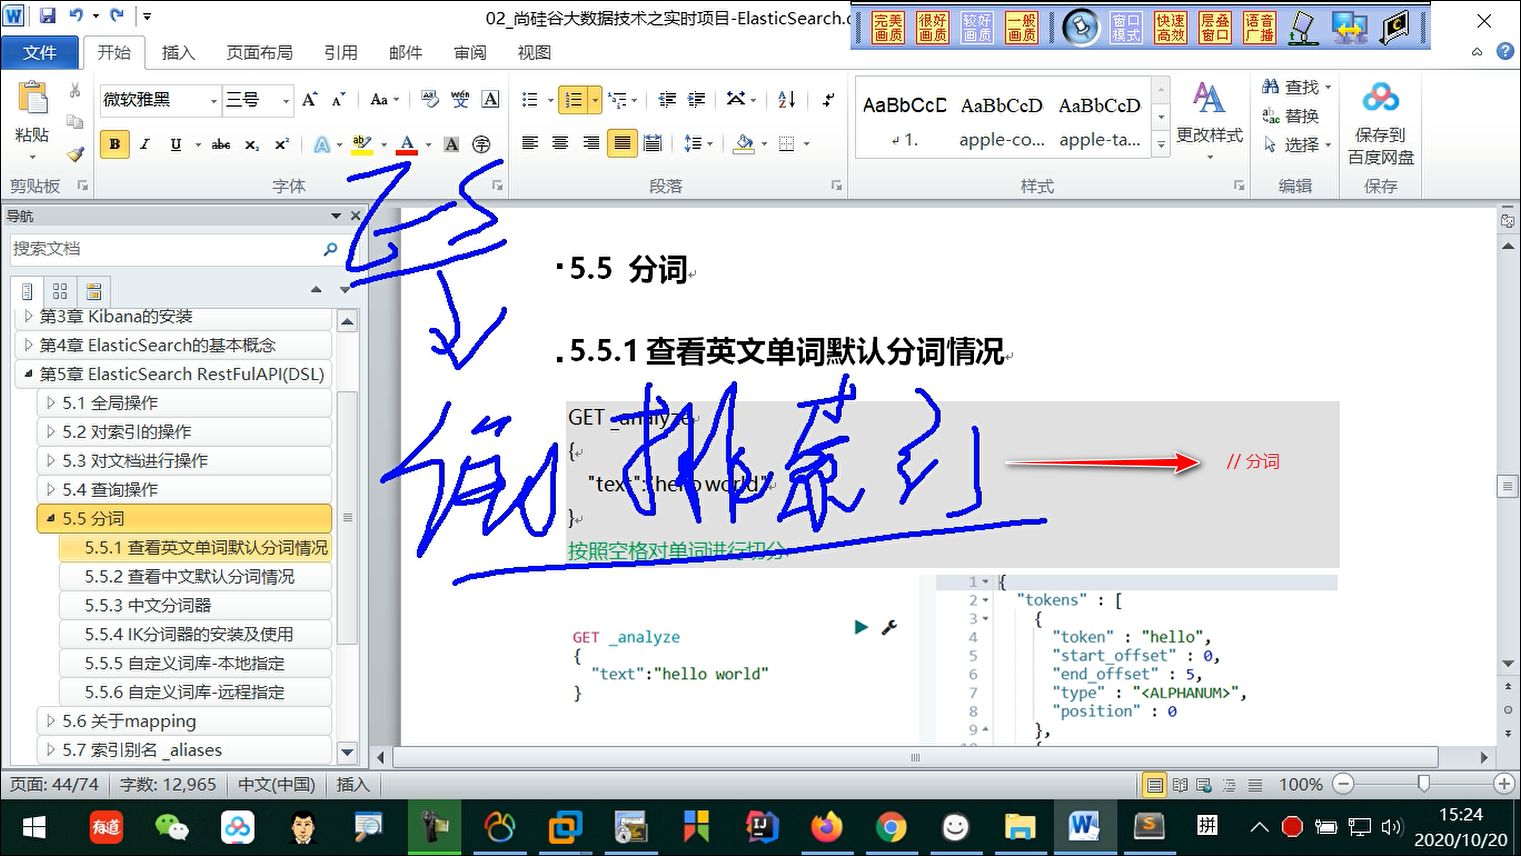 02_尚硅谷大数据技术之实时项目-ElasticSearch.d
完美画质 很好画质 较好画质 一般画质 窗口模式 快速高效 层叠窗口 语音广播
文件 开始 插入 页面布局 引用 邮件 审阅 视图
粘贴
微软雅黑 三号
AaBbCcD AaBbCcD AaBbCcD
1. apple-co... apple-ta...
更改样式
查找
替换
选择
保存到
百度网盘
剪贴板 字体 段落 样式 编辑 保存
导航
搜索文档
第3章 Kibana的安装
第4章 ElasticSearch的基本概念
第5章 ElasticSearch RestFulAPI(DSL)
5.1 全局操作
5.2 对索引的操作
5.3 对文档进行操作
5.4 查询操作
5.5 分词
5.5.1 查看英文单词默认分词情况
5.5.2 查看中文默认分词情况
5.5.3 中文分词器
5.5.4 IK分词器的安装及使用
5.5.5 自定义词库-本地指定
5.5.6 自定义词库-远程指定
5.6 关于mapping
5.7 索引别名 _aliases
ES
倒排索引
5.5 分词
5.5.1 查看英文单词默认分词情况
GET _analyze
{
"text":"hello world"
}
按照空格对单词进行切分
// 分词
GET _analyze
{
"text":"hello world"
}
1 {
2 "tokens" : [
3 {
4 "token" : "hello",
5 "start_offset" : 0,
6 "end_offset" : 5,
7 "type" : "<ALPHANUM>",
8 "position" : 0
9 },
页面: 44/74 字数: 12,965 中文(中国) 插入 100%
有道
拼
15:24
2020/10/20